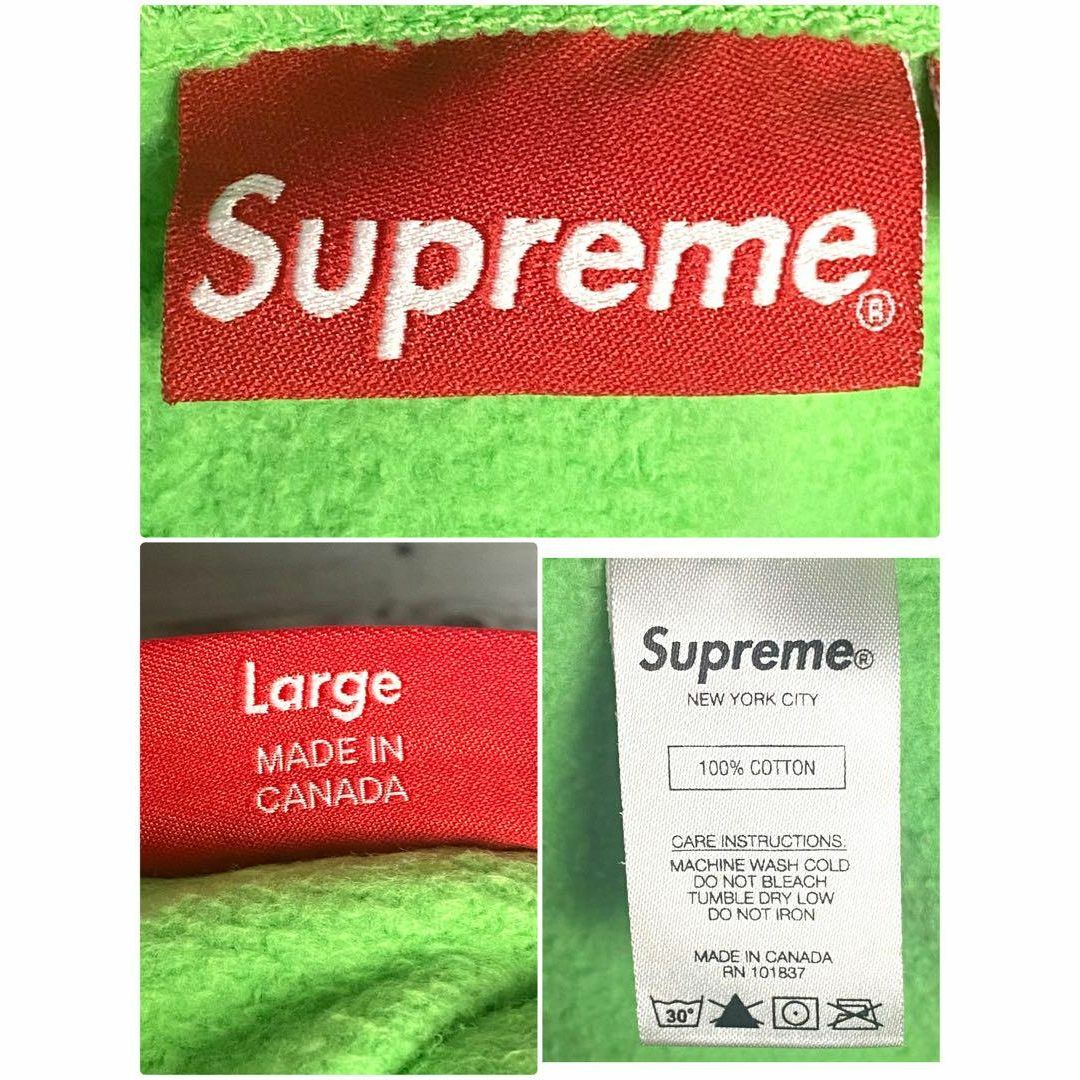 Supreme®
Large
MADE IN
CANADA
Supreme®
NEW YORK CITY
100% COTTON
CARE INSTRUCTIONS.
MACHINE WASH COLD
DO NOT BLEACH
TUMBLE DRY LOW
DO NOT IRON
MADE IN CANADA
RN 101837
30°